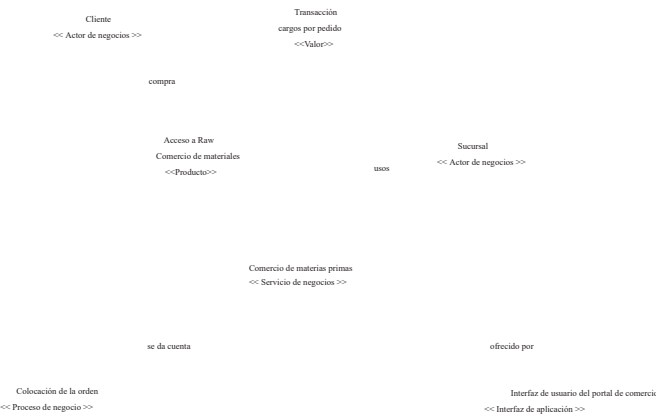 Cliente
<< Actor de negocios >>
Transacción
cargos por pedido
<<Valor>>
compra
Acceso a Raw
Comercio de materiales
<<Producto>>
usos
Sucursal
<< Actor de negocios >>
Comercio de materias primas
<< Servicio de negocios >>
se da cuenta
ofrecido por
Colocación de la orden
<< Proceso de negocio >>
Interfaz de usuario del portal de comercio
<< Interfaz de aplicación >>